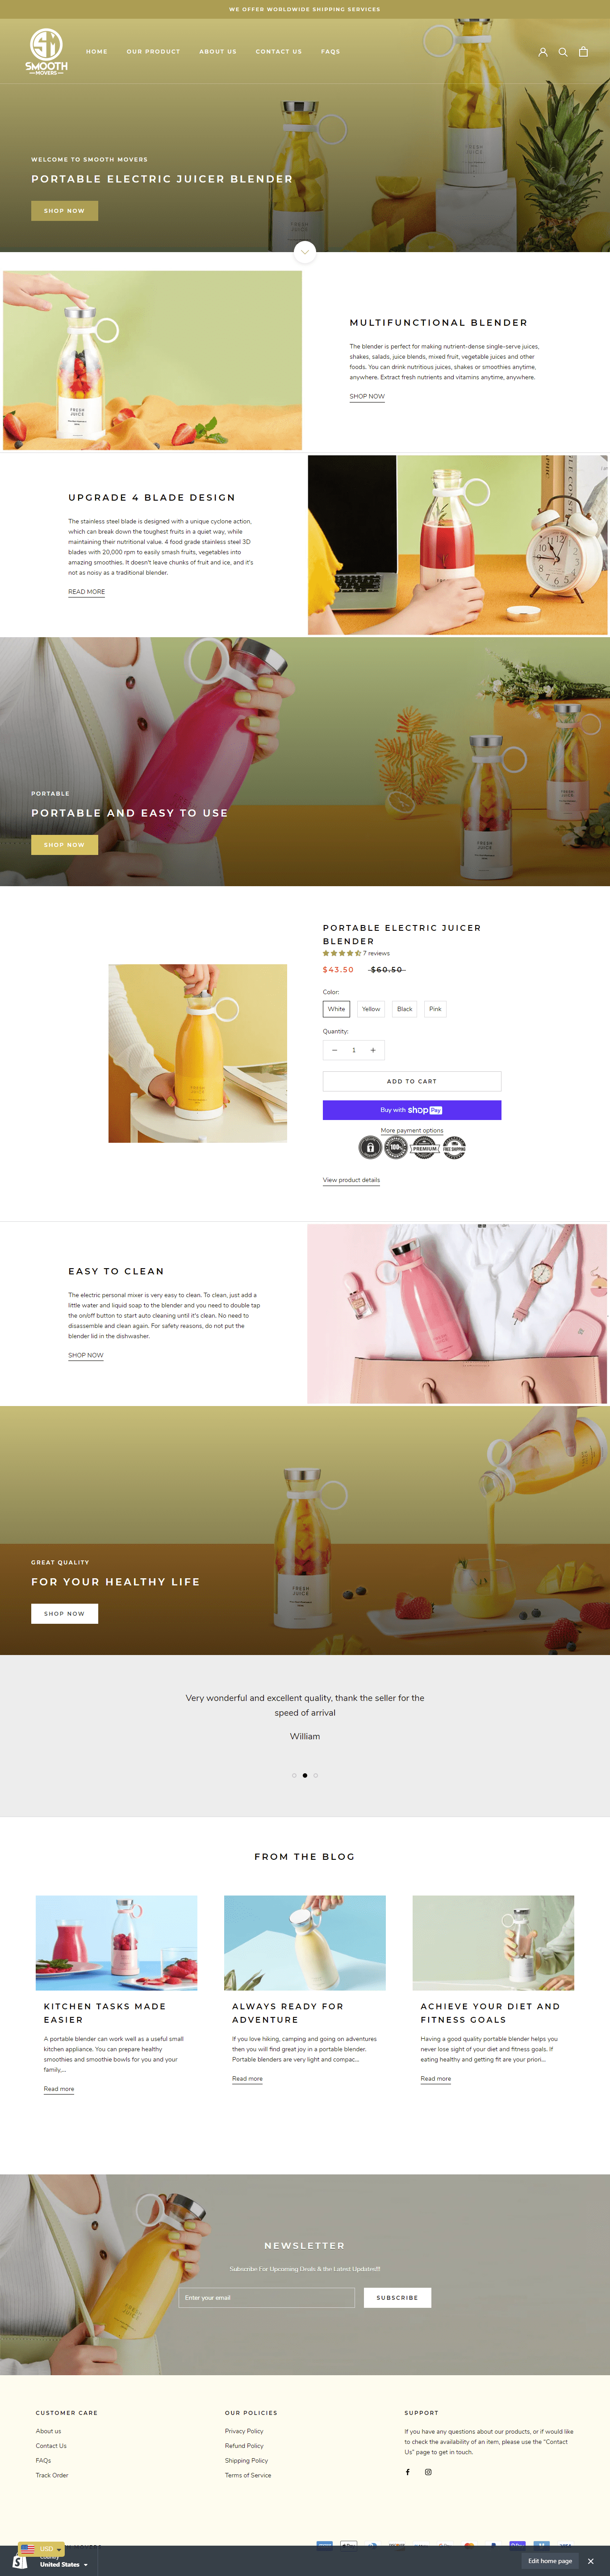 WE OFFER WORLDWIDE SHIPPING SERVICES
SMOOTH
MOVERS
HOME
OUR PRODUCT
ABOUT US
CONTACT US
FAQS
WELCOME TO SMOOTH MOVERS
PORTABLE ELECTRIC JUICER BLENDER
SHOP NOW
FRESH
JUICE
MULTIFUNCTIONAL BLENDER
The blender is perfect for making nutrient-dense single-serve juices,
shakes, salads, juice blends, mixed fruit, vegetable juices and other
foods. You can drink nutritious juices, shakes or smoothies anytime,
anywhere. Extract fresh nutrients and vitamins anytime, anywhere.
SHOP NOW
FRESH
JUICE
UPGRADE 4 BLADE DESIGN
The stainless steel blade is designed with a unique cyclone action,
which can break down the toughest fruits in a quiet way, while
maintaining their nutritional value. 4 food grade stainless steel 3D
blades with 20,000 rpm to easily smash fruits, vegetables into
amazing smoothies. It doesn't leave chunks of fruit and ice, and it's
not as noisy as a traditional blender.
READ MORE
PORTABLE
PORTABLE AND EASY TO USE
SHOP NOW
FRESH
JUICE
PORTABLE ELECTRIC JUICER
BLENDER
7 reviews
$43.50
$60.50
Color:
White
Yellow
Black
Pink
Quantity:
1
ADD TO CART
Buy with shop Pay
More payment options
100%
PREMIUM
FREE SHIPPING
View product details
EASY TO CLEAN
The electric personal mixer is very easy to clean. To clean, just add a
little water and liquid soap to the blender and you need to double tap
the on/off button to start auto cleaning until it's clean. No need to
disassemble and clean again. For safety reasons, do not put the
blender lid in the dishwasher.
SHOP NOW
GREAT QUALITY
FOR YOUR HEALTHY LIFE
SHOP NOW
FRESH
JUICE
Very wonderful and excellent quality, thank the seller for the
speed of arrival
William
FROM THE BLOG
KITCHEN TASKS MADE
EASIER
A portable blender can work well as a useful small
kitchen appliance. You can prepare healthy
smoothies and smoothie bowls for you and your
family,...
Read more
ALWAYS READY FOR
ADVENTURE
If you love hiking, camping and going on adventures
then you will find great joy in a portable blender.
Portable blenders are very light and compac...
Read more
ACHIEVE YOUR DIET AND
FITNESS GOALS
Having a good quality portable blender helps you
never lose sight of your diet and fitness goals. If
eating healthy and getting fit are your priori...
Read more
NEWSLETTER
Subscribe For Upcoming Deals & the Latest Updates!!!
Enter your email
SUBSCRIBE
CUSTOMER CARE
About us
Contact Us
FAQs
Track Order
OUR POLICIES
Privacy Policy
Refund Policy
Shipping Policy
Terms of Service
SUPPORT
If you have any questions about our products, or if would like
to check the availability of an item, please use the "Contact
Us" page to get in touch.
USD
United States
Edit home page